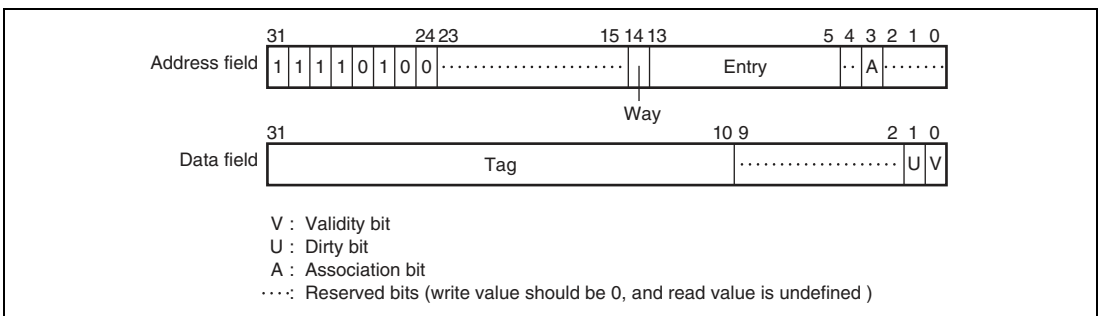 31 24 23 15 14 13 5 4 3 2 1 0
Address field 1 1 1 1 0 1 0 0 ······················· Entry ·· A ········
Way
31 10 9 2 1 0
Data field Tag ···················· U V
V : Validity bit
U : Dirty bit
A : Association bit
····: Reserved bits (write value should be 0, and read value is undefined )